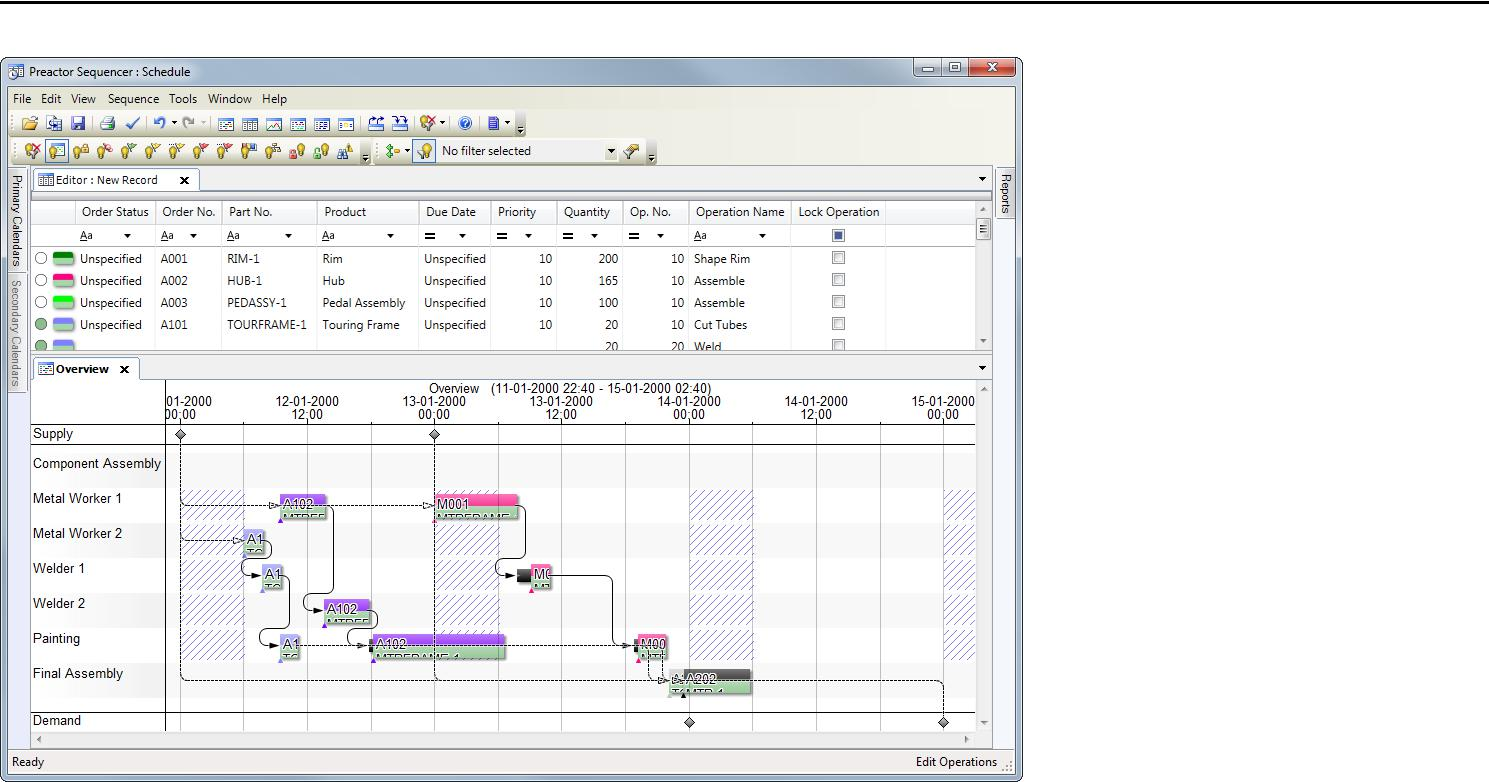 Preactor Sequencer : Schedule
File Edit View Sequence Tools Window Help
No filter selected
Primary Calendars
Secondary Calendars
Reports
Editor : New Record
Order Status Order No. Part No. Product Due Date Priority Quantity Op. No. Operation Name Lock Operation
Aa Aa Aa Aa = = = = Aa
Unspecified A001 RIM-1 Rim Unspecified 10 200 10 Shape Rim
Unspecified A002 HUB-1 Hub Unspecified 10 165 10 Assemble
Unspecified A003 PEDASSY-1 Pedal Assembly Unspecified 10 100 10 Assemble
Unspecified A101 TOURFRAME-1 Touring Frame Unspecified 10 20 10 Cut Tubes
20 20 Weld
Overview
Overview (11-01-2000 22:40 - 15-01-2000 02:40)
01-2000 12-01-2000 13-01-2000 13-01-2000 14-01-2000 14-01-2000 15-01-2000
00:00 12:00 00:00 12:00 00:00 12:00 00:00
Supply
Component Assembly
Metal Worker 1 A102 M001
Metal Worker 2 A1
Welder 1 A1
Welder 2 A102
Painting A1 A102 M00
Final Assembly A202
Demand
Ready Edit Operations